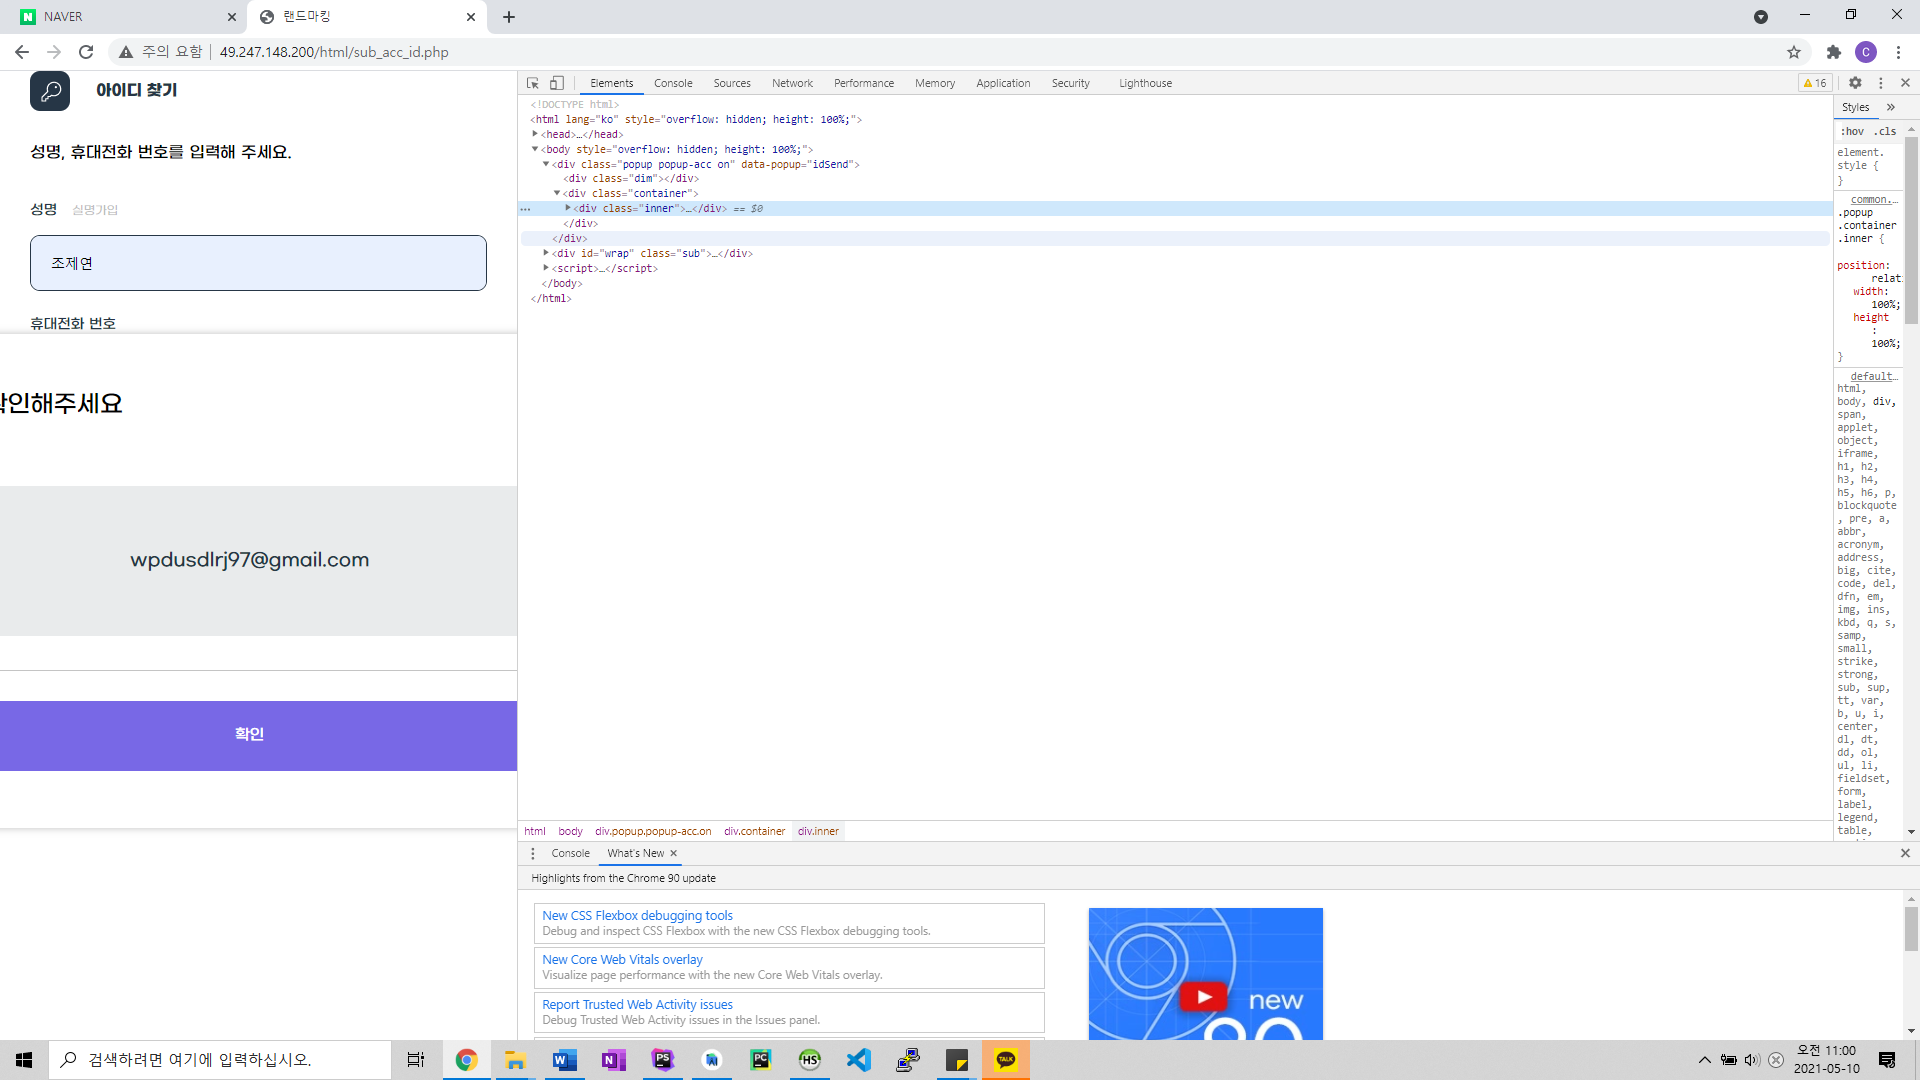 NAVER
랜드마킹
주의 요함
49.247.148.200/html/sub_acc_id.php
C
아이디 찾기
성명, 휴대전화 번호를 입력해 주세요.
성명 실명가입
조제연
휴대전화 번호
확인해주세요
wpdusdlrj97@gmail.com
확인
Elements Console Sources Network Performance Memory Application Security Lighthouse
16
<!DOCTYPE html>
<html lang="ko" style="overflow: hidden; height: 100%;">
<head>…</head>
<body style="overflow: hidden; height: 100%;">
<div class="popup popup-acc on" data-popup="idSend">
<div class="dim"></div>
<div class="container">
… <div class="inner">…</div> == $0
</div>
</div>
<div id="wrap" class="sub">…</div>
<script>…</script>
</body>
</html>
html body div.popup.popup-acc.on div.container div.inner
Styles »
:hov .cls
element.
style {
}
common.…
.popup
.container
.inner {
position:
relat
width:
100%;
height
:
100%;
}
default…
html,
body, div,
span,
applet,
object,
iframe,
h1, h2,
h3, h4,
h5, h6, p,
blockquote
, pre, a,
abbr,
acronym,
address,
big, cite,
code, del,
dfn, em,
img, ins,
kbd, q, s,
samp,
small,
strike,
strong,
sub, sup,
tt, var,
b, u, i,
center,
dl, dt,
dd, ol,
ul, li,
fieldset,
form,
label,
legend,
table,
Console What's New
Highlights from the Chrome 90 update
New CSS Flexbox debugging tools
Debug and inspect CSS Flexbox with the new CSS Flexbox debugging tools.
New Core Web Vitals overlay
Visualize page performance with the new Core Web Vitals overlay.
Report Trusted Web Activity issues
Debug Trusted Web Activity issues in the Issues panel.
new
90
검색하려면 여기에 입력하십시오.
PS
PC
HS
TALK
오전 11:00
2021-05-10